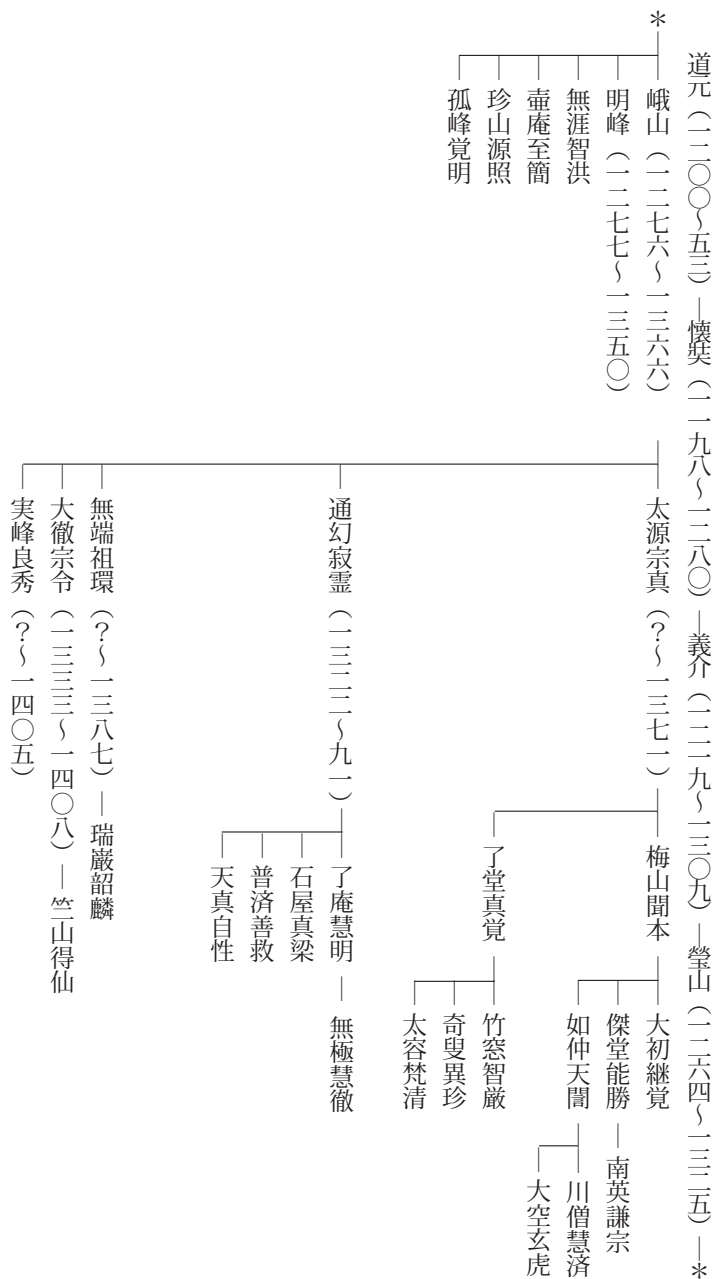 道元（一二〇〇〜五三）―懐奘（一一九八〜一二八〇）―義介（一二一九〜一三〇九）―瑩山（一二六四〜一三二五）―＊
＊
峨山（一二七六〜一三六六）
明峰（一二七七〜一三五〇）
無涯智洪
壷庵至簡
珍山源照
孤峰覚明
太源宗真（？〜一三七一）
梅山聞本
大初継覚
傑堂能勝―南英謙宗
如仲天誾
川僧慧済
大空玄虎
了堂真覚
竹窓智厳
奇叟異珍
太容梵清
通幻寂霊（一三二二〜九一）
了庵慧明―無極慧徹
石屋真梁
普済善救
天真自性
無端祖環（？〜一三八七）―瑞巌韶麟
大徹宗令（一三三三〜一四〇八）―竺山得仙
実峰良秀（？〜一四〇五）